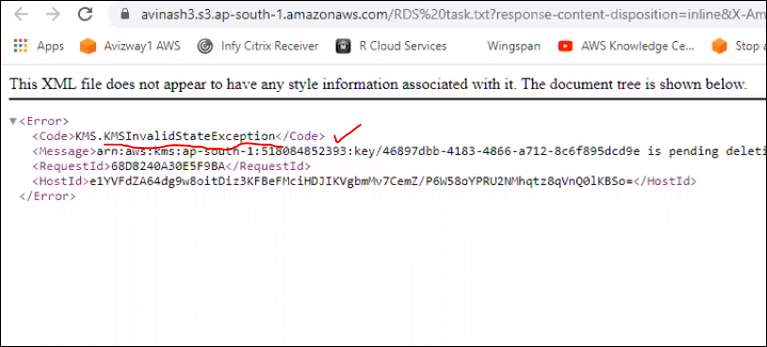 avinash3.s3.ap-south-1.amazonaws.com/RDS%20task.txt?response-content-disposition=inline&X-Am
Apps Avizway1 AWS Infy Citrix Receiver R Cloud Services Wingspan AWS Knowledge Ce... Stop a
This XML file does not appear to have any style information associated with it. The document tree is shown below.
▼<Error>
<Code>KMS.KMSInvalidStateException</Code>
<Message>arn:aws:kms:ap-south-1:518084852393:key/46897dbb-4183-4866-a712-8c6f895dcd9e is pending deleti
<RequestId>68D8240A30E5F9BA</RequestId>
<HostId>e1YVFdZA64dg9w8oitDiz3KFBeFMciHDJIKVgbmMv7CemZ/P6W58oYPRU2NMhqtz8qVnQ0lKBSo=</HostId>
</Error>